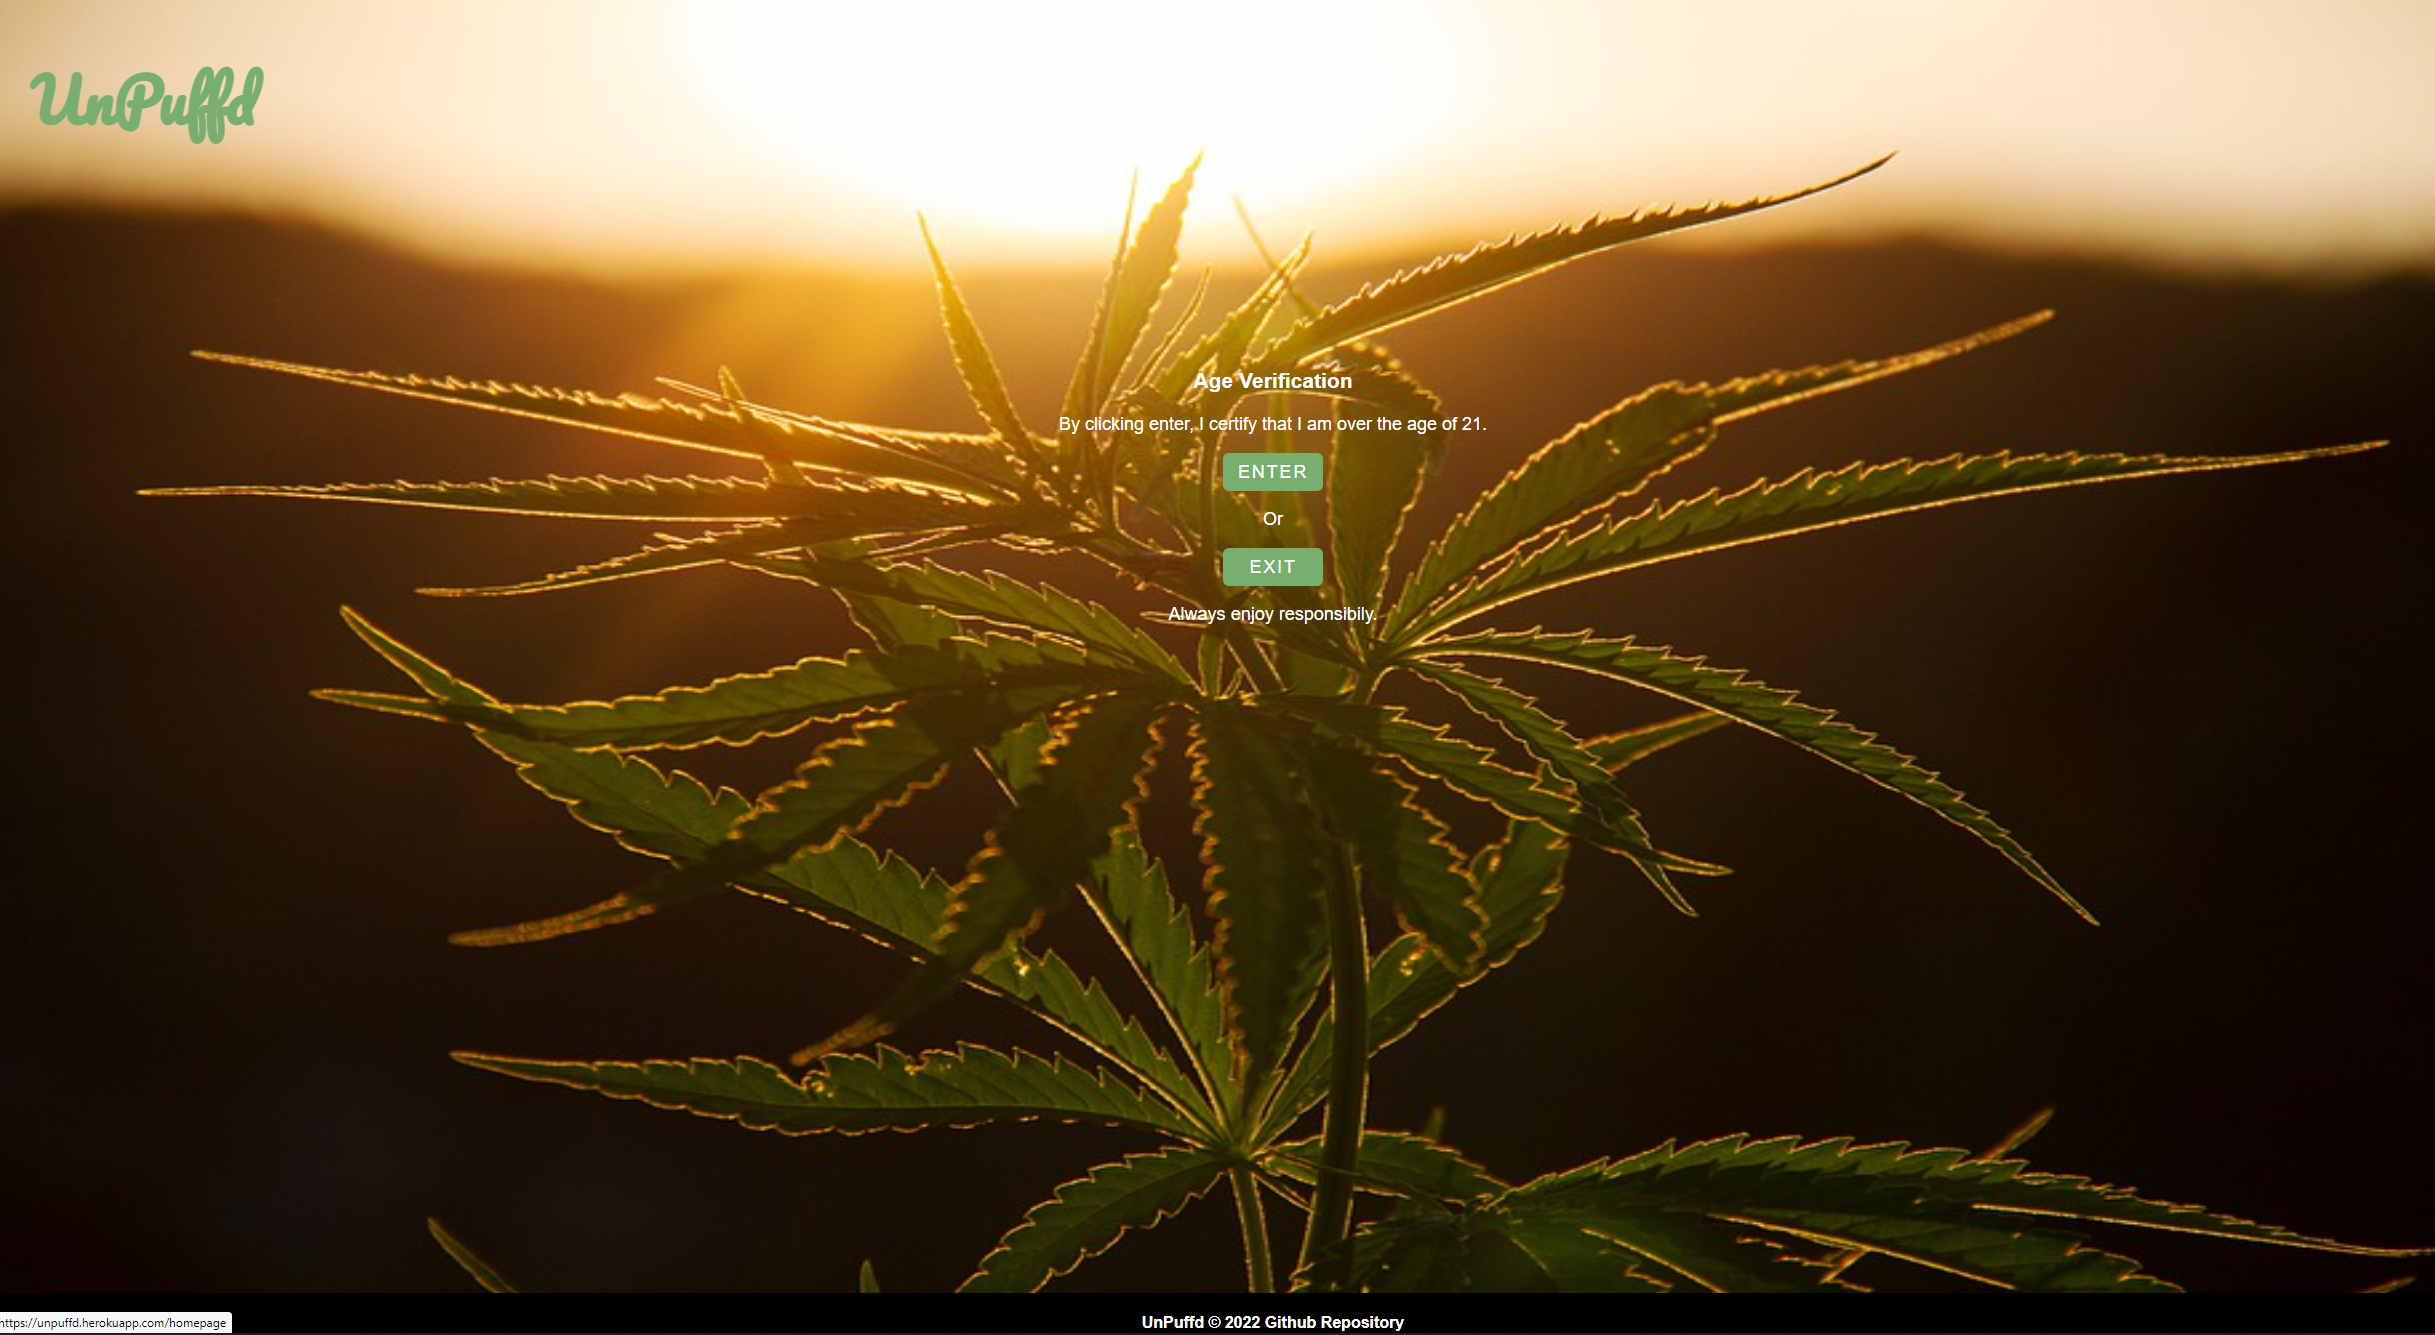 UnPuffd
Age Verification
By clicking enter, I certify that I am over the age of 21.
ENTER
Or
EXIT
Always enjoy responsibily.
UnPuffd © 2022 Github Repository
https://unpuffd.herokuapp.com/homepage